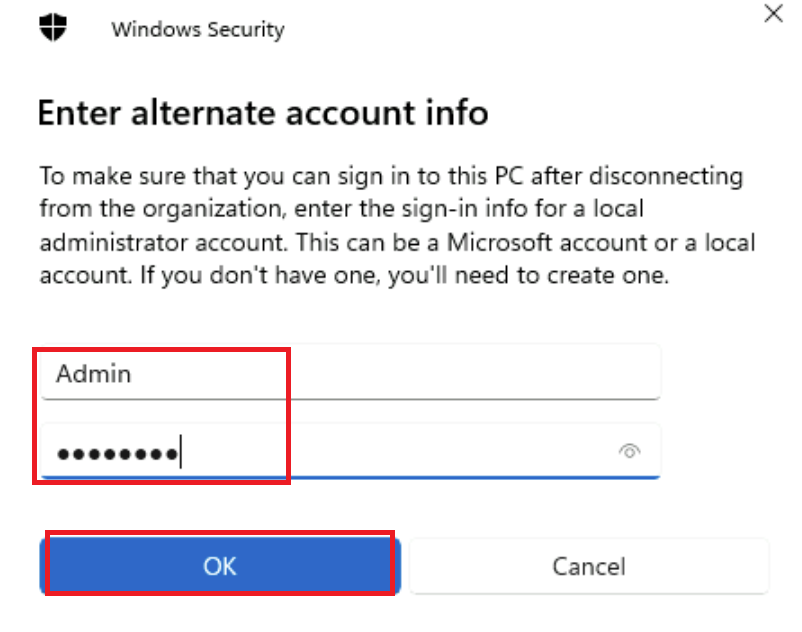 Windows Security
Enter alternate account info
To make sure that you can sign in to this PC after disconnecting
from the organization, enter the sign-in info for a local
administrator account. This can be a Microsoft account or a local
account. If you don't have one, you'll need to create one.
Admin
••••••••
OK
Cancel